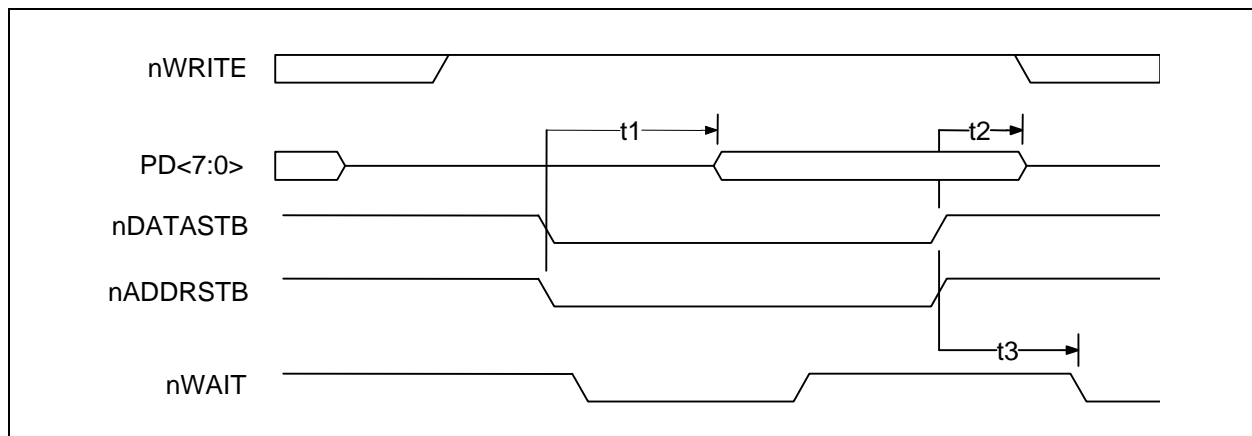 nWRITE
t1
t2
PD<7:0>
nDATASTB
nADDRSTB
t3
nWAIT